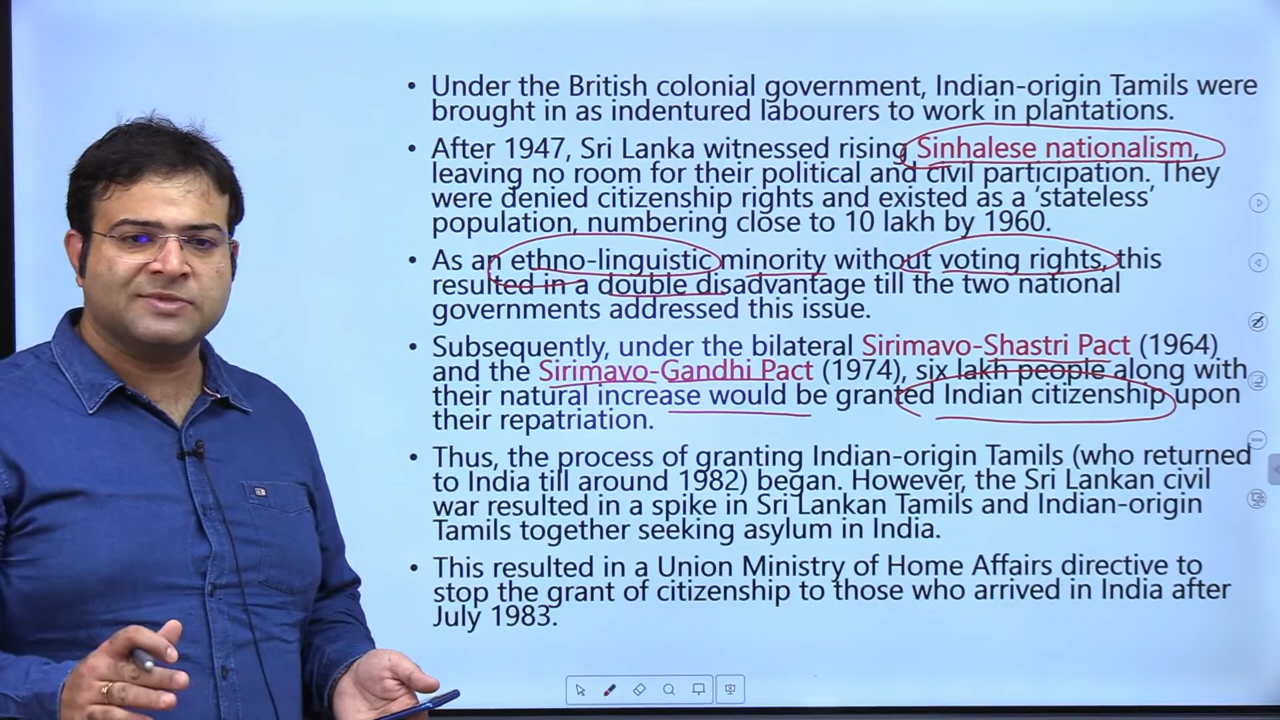 • Under the British colonial government, Indian-origin Tamils were
brought in as indentured labourers to work in plantations.
• After 1947, Sri Lanka witnessed rising Sinhalese nationalism,
leaving no room for their political and civil participation. They
were denied citizenship rights and existed as a ‘stateless’
population, numbering close to 10 lakh by 1960.
• As an ethno-linguistic minority without voting rights, this
resulted in a double disadvantage till the two national
governments addressed this issue.
• Subsequently, under the bilateral Sirimavo-Shastri Pact (1964)
and the Sirimavo-Gandhi Pact (1974), six lakh people along with
their natural increase would be granted Indian citizenship upon
their repatriation.
• Thus, the process of granting Indian-origin Tamils (who returned
to India till around 1982) began. However, the Sri Lankan civil
war resulted in a spike in Sri Lankan Tamils and Indian-origin
Tamils together seeking asylum in India.
• This resulted in a Union Ministry of Home Affairs directive to
stop the grant of citizenship to those who arrived in India after
July 1983.